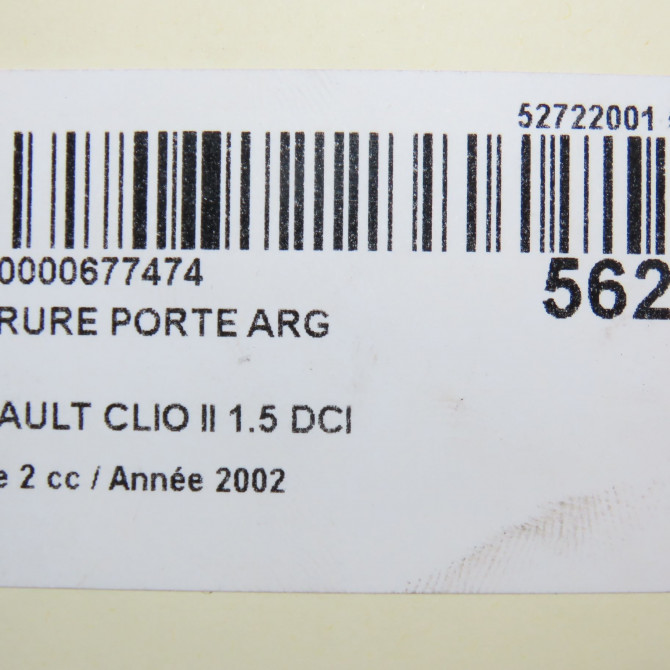 52722001
0000677474
562
RURE PORTE ARG
AULT CLIO II 1.5 DCI
e 2 cc / Année 2002